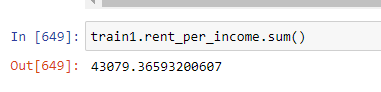 In [649]: train1.rent_per_income.sum()
Out[649]: 43079.36593200607